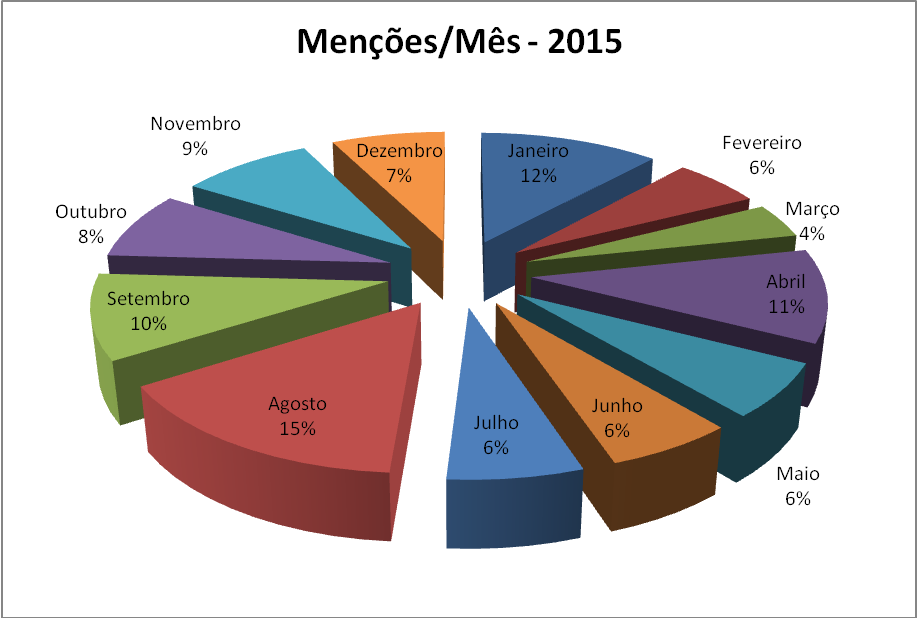 Menções/Mês - 2015
Janeiro
12%
Fevereiro
6%
Março
4%
Abril
11%
Maio
6%
Junho
6%
Julho
6%
Agosto
15%
Setembro
10%
Outubro
8%
Novembro
9%
Dezembro
7%